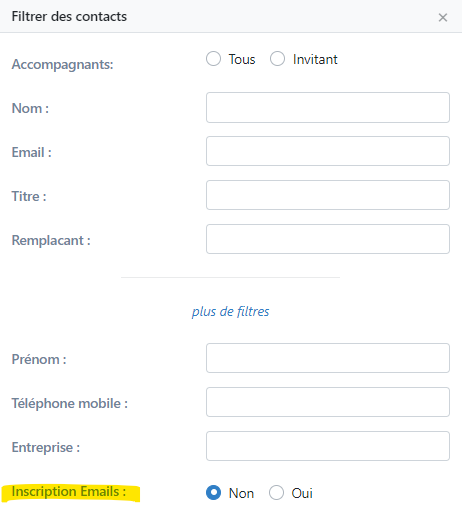 Filtrer des contacts ×
Accompagnants: Tous Invitant
Nom :
Email :
Titre :
Remplacant :
plus de filtres
Prénom :
Téléphone mobile :
Entreprise :
Inscription Emails : Non Oui